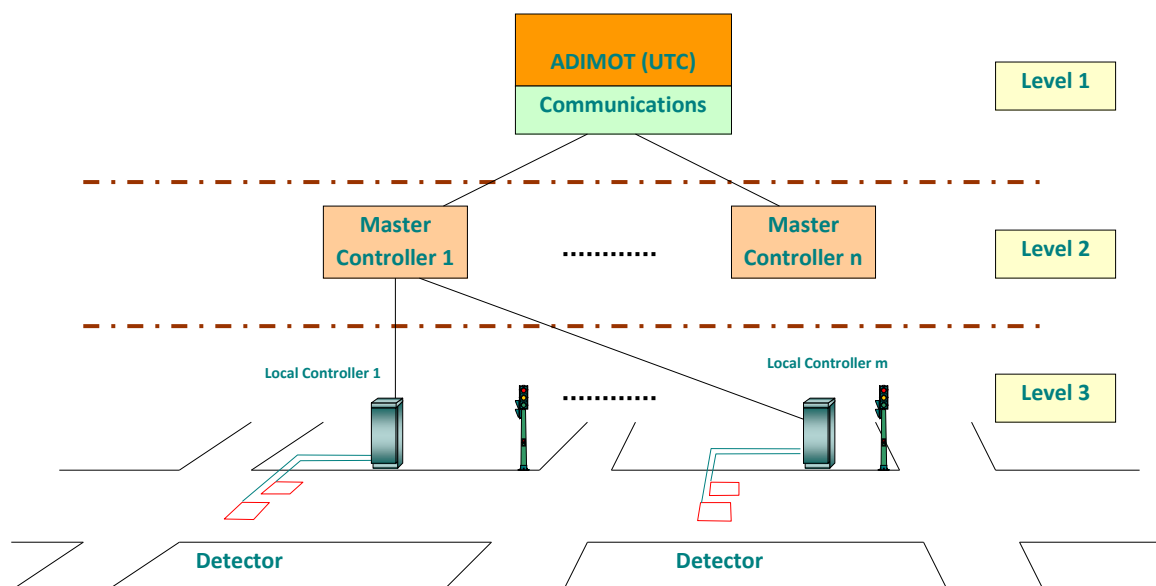 ADIMOT (UTC)
Communications
Level 1
Master
Controller 1
Master
Controller n
Level 2
Local Controller 1
Local Controller m
Level 3
Detector
Detector